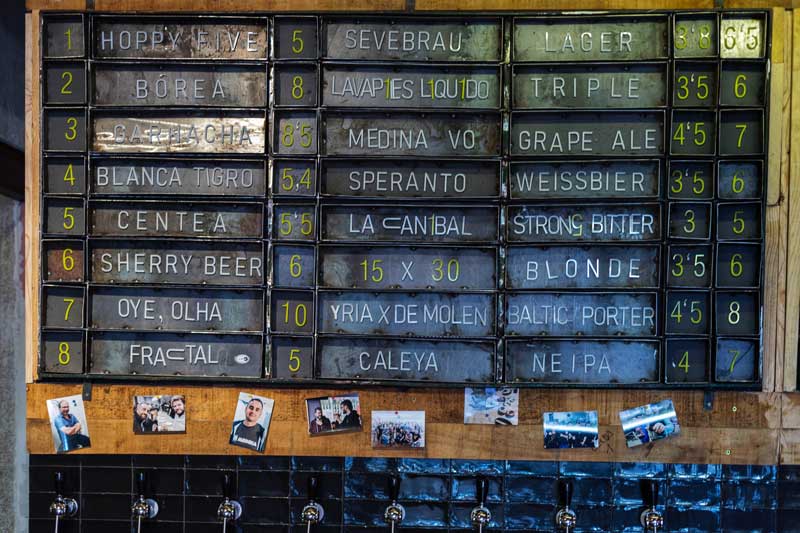 1 HOPPY FIVE 5 SEVEBRAU LAGER 3'8 6'5
2 BÓREA 8 LAVAPIES LIQUIDO TRIPLE 3'5 6
3 GARNACHA 8'5 MEDINA VO GRAPE ALE 4'5 7
4 BLANCA TIGRO 5,4 SPERANTO WEISSBIER 3'5 6
5 CENTEA 5'5 LA CANIBAL STRONG BITTER 3 5
6 SHERRY BEER 6 15 X 30 BLONDE 3'5 6
7 OYE, OLHA 10 YRIA X DE MOLEN BALTIC PORTER 4'5 8
8 FRACTAL 5 CALEYA NEIPA 4 7